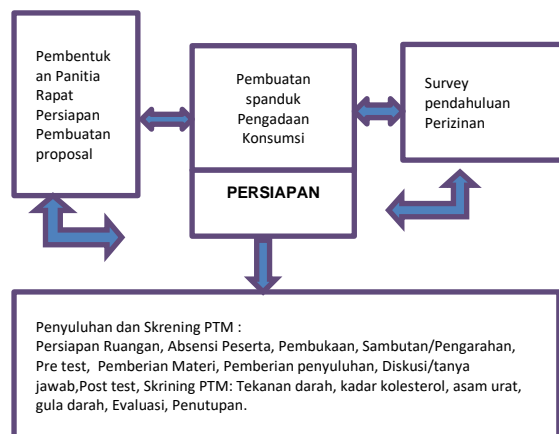 Pembentuk
an Panitia
Rapat
Persiapan
Pembuatan
proposal
Pembuatan
spanduk
Pengadaan
Konsumsi
Survey
pendahuluan
Perizinan
PERSIAPAN
Penyuluhan dan Skrening PTM :
Persiapan Ruangan, Absensi Peserta, Pembukaan, Sambutan/Pengarahan,
Pre test, Pemberian Materi, Pemberian penyuluhan, Diskusi/tanya
jawab,Post test, Skrining PTM: Tekanan darah, kadar kolesterol, asam urat,
gula darah, Evaluasi, Penutupan.